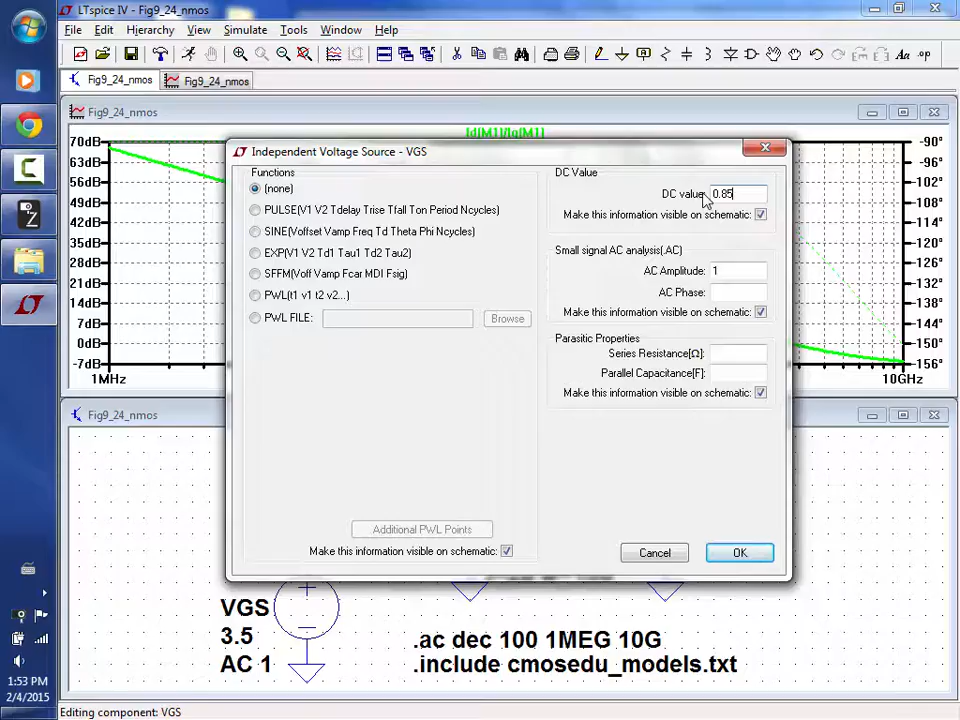 LTspice IV - Fig9_24_nmos
File Edit Hierarchy View Simulate Tools Window Help
Aa .op
Fig9_24_nmos Fig9_24_nmos
Fig9_24_nmos
Id(M1)/Ig(M1)
70dB
63dB
56dB
49dB
42dB
35dB
28dB
21dB
14dB
7dB
0dB
-7dB
1MHz
10GHz
-90°
-96°
-102°
-108°
-114°
-120°
-126°
-132°
-138°
-144°
-150°
-156°
Independent Voltage Source - VGS
Functions
(none)
PULSE(V1 V2 Tdelay Trise Tfall Ton Period Ncycles)
SINE(Voffset Vamp Freq Td Theta Phi Ncycles)
EXP(V1 V2 Td1 Tau1 Td2 Tau2)
SFFM(Voff Vamp Fcar MDI Fsig)
PWL(t1 v1 t2 v2...)
PWL FILE: Browse
Additional PWL Points
Make this information visible on schematic:
DC Value
DC value: 0.85
Make this information visible on schematic:
Small signal AC analysis(.AC)
AC Amplitude: 1
AC Phase:
Make this information visible on schematic:
Parasitic Properties
Series Resistance[Ω]:
Parallel Capacitance[F]:
Make this information visible on schematic:
Cancel OK
Fig9_24_nmos
VGS
3.5
AC 1
.ac dec 100 1MEG 10G
.include cmosedu_models.txt
1:53 PM
2/4/2015
Editing component: VGS